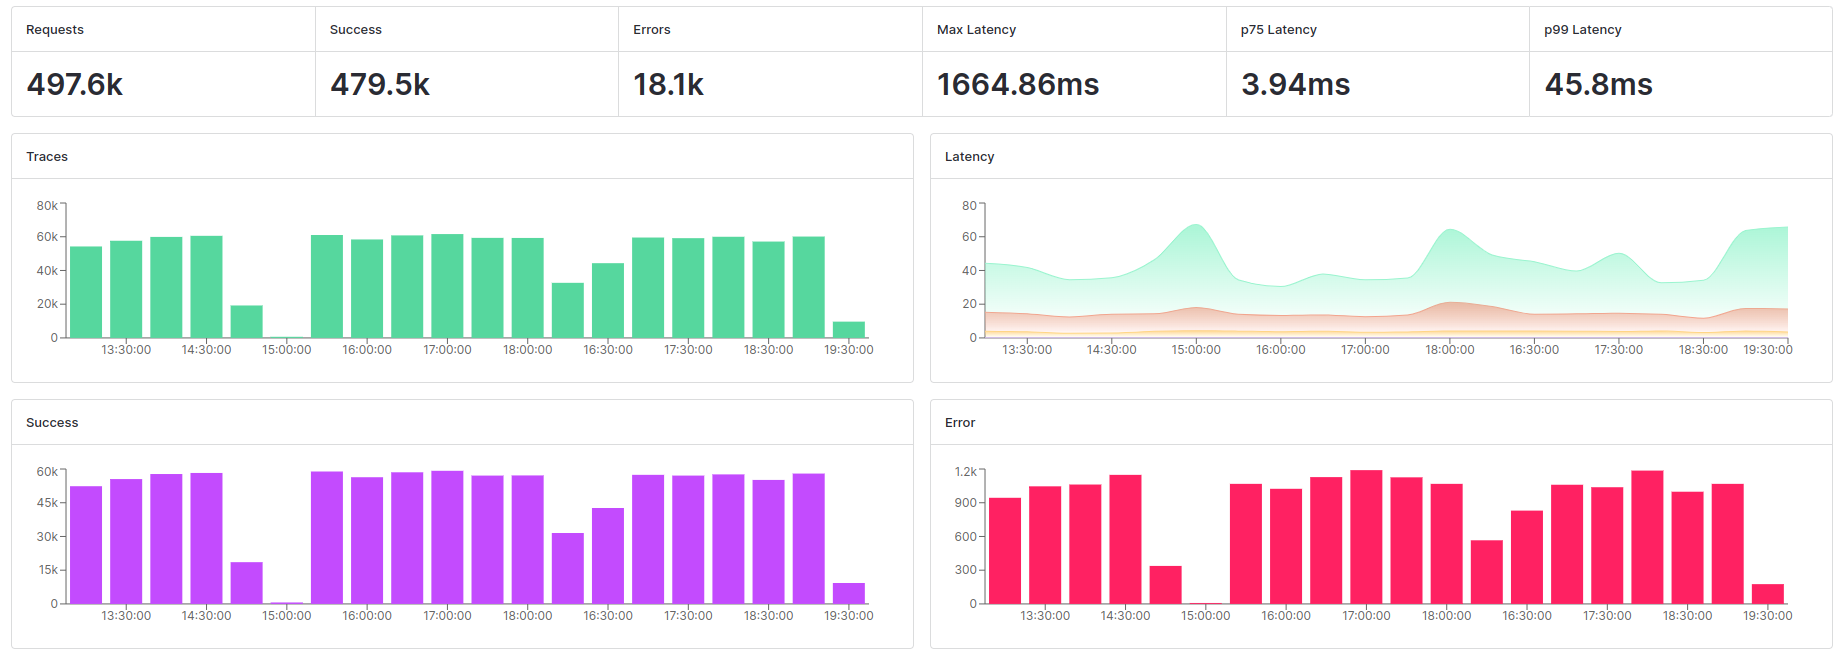 Requests
Success
Errors
Max Latency
p75 Latency
p99 Latency
497.6k
479.5k
18.1k
1664.86ms
3.94ms
45.8ms
Traces
80k
60k
40k
20k
0
13:30:00
14:30:00
15:00:00
16:00:00
17:00:00
18:00:00
16:30:00
17:30:00
18:30:00
19:30:00
Latency
80
60
40
20
0
13:30:00
14:30:00
15:00:00
16:00:00
17:00:00
18:00:00
16:30:00
17:30:00
18:30:00
19:30:00
Success
60k
45k
30k
15k
0
13:30:00
14:30:00
15:00:00
16:00:00
17:00:00
18:00:00
16:30:00
17:30:00
18:30:00
19:30:00
Error
1.2k
900
600
300
0
13:30:00
14:30:00
15:00:00
16:00:00
17:00:00
18:00:00
16:30:00
17:30:00
18:30:00
19:30:00